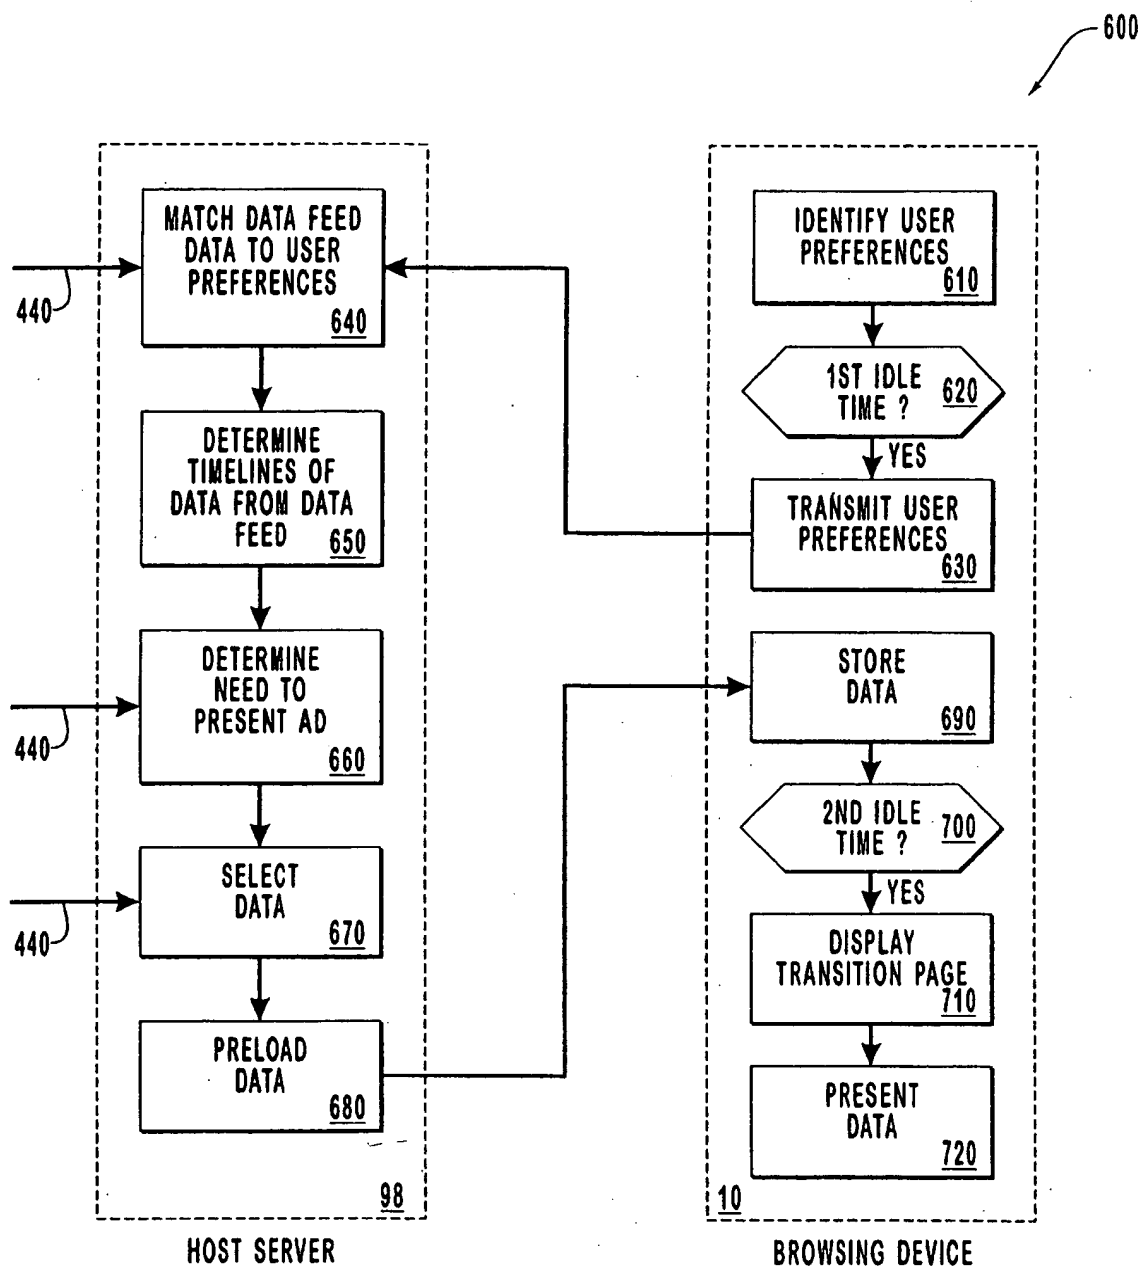 600
MATCH DATA FEED
DATA TO USER
PREFERENCES
640
440
DETERMINE
TIMELINES OF
DATA FROM DATA
FEED
650
DETERMINE
NEED TO
PRESENT AD
660
440
SELECT
DATA
670
440
PRELOAD
DATA
680
98
HOST SERVER
IDENTIFY USER
PREFERENCES
610
1ST IDLE
TIME ?
620
YES
TRANSMIT USER
PREFERENCES
630
STORE
DATA
690
2ND IDLE
TIME ?
700
YES
DISPLAY
TRANSITION PAGE
710
PRESENT
DATA
720
10
BROWSING DEVICE